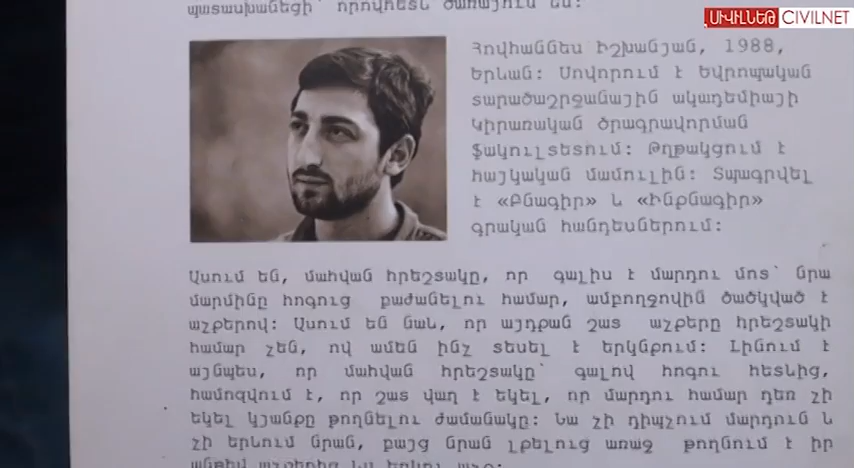 պատասխանեցի՝ որովհետև ծառայում են:
ՍԻՎԻԼՆԵԹ CIVILNET
Հովհաննես Իշխանյան, 1988,
Երևան: Սովորում է Եվրոպական
տարածաշրջանային ակադեմիայի
Կիրառական ծրագրավորման
ֆակուլտետում: Թղթակցում է
հայկական մամուլին: Տպագրվել
է «Բնագիր» և «Ինքնագիր»
գրական հանդեսներում:
Ասում են, մահվան հրեշտակը, որ գալիս է մարդու մոտ՝ նրա
մարմինը հոգուց բաժանելու համար, ամբողջովին ծածկված է
աչքերով: Ասում են նաև, որ այդքան շատ աչքերը հրեշտակի
համար չեն, ով ամեն ինչ տեսել է երկնքում: Լինում է
այնպես, որ մահվան հրեշտակը՝ գալով հոգու հետևից,
համոզվում է, որ շատ վաղ է եկել, որ մարդու համար դեռ չի
եկել կյանքը թողնելու ժամանակը: Նա չի դիպչում մարդուն և
չի երևում նրան, բայց նրան լքելուց առաջ թողնում է իր